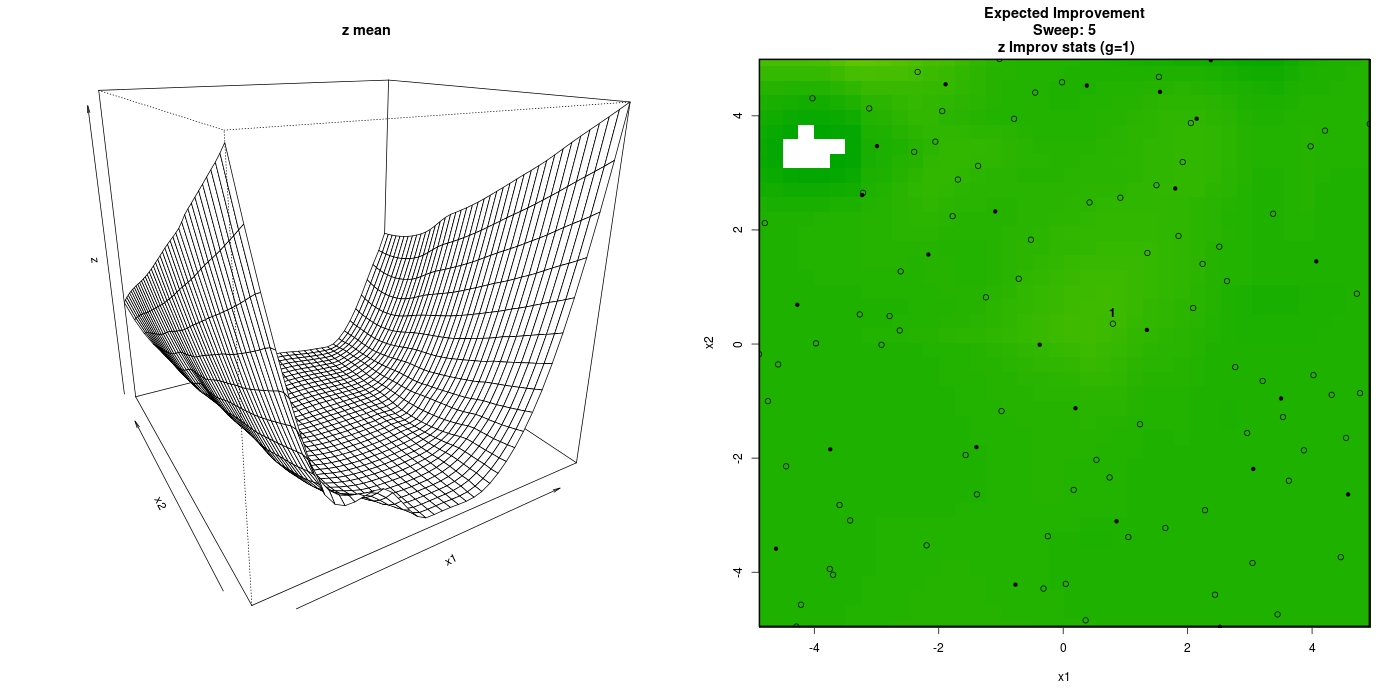 z mean
z
x2
x1
Expected Improvement
Sweep: 5
z Improv stats (g=1)
4
2
0
-2
-4
x2
1
-4
-2
0
2
4
x1